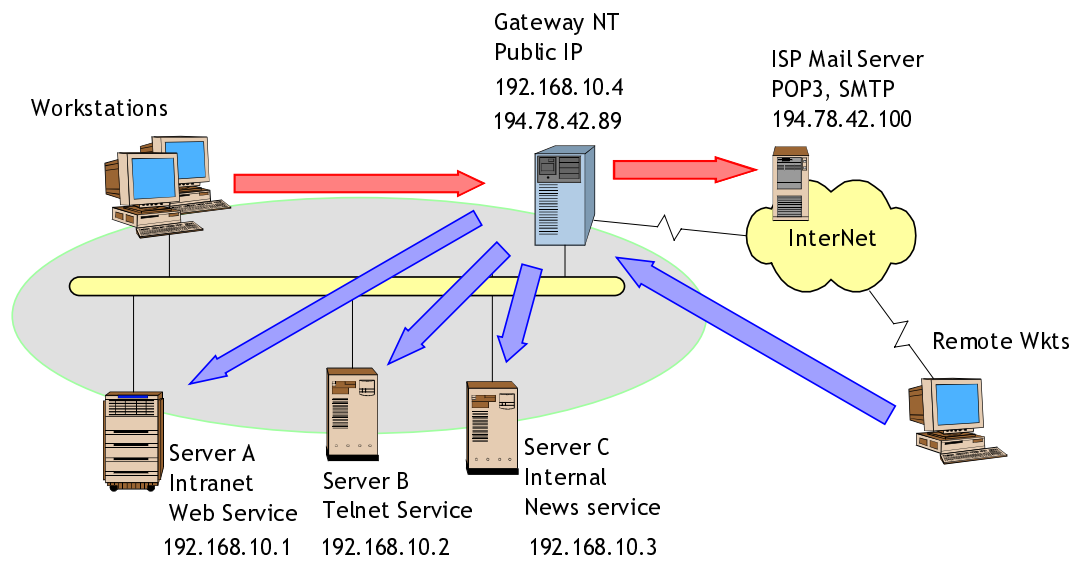 Gateway NT
Public IP
192.168.10.4
194.78.42.89
ISP Mail Server
POP3, SMTP
194.78.42.100
Workstations
InterNet
Remote Wkts
Server A
Intranet
Web Service
192.168.10.1
Server B
Telnet Service
192.168.10.2
Server C
Internal
News service
192.168.10.3